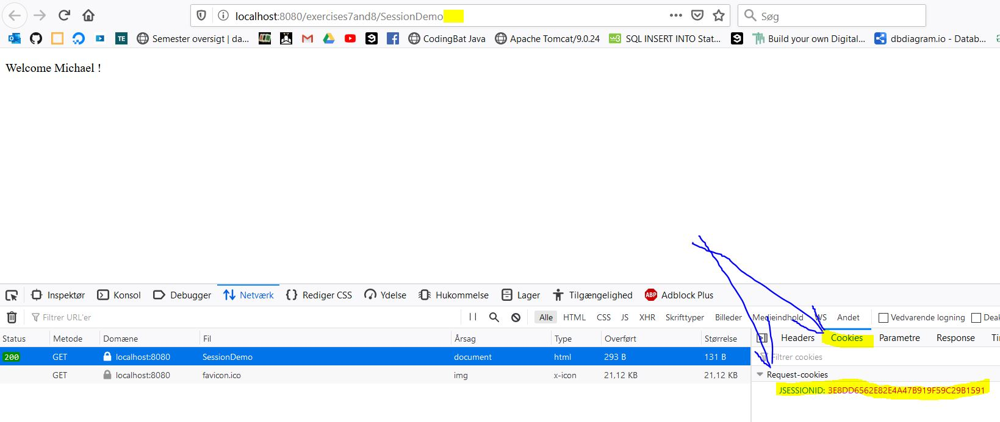 localhost:8080/exercises7and8/SessionDemo
Søg
TE Semester oversigt | da... CodingBat Java Apache Tomcat/9.0.24 w3 SQL INSERT INTO Stat... Build your own Digital... dbdiagram.io - Datab...
Welcome Michael !
Inspektør Konsol Debugger Netværk Rediger CSS Ydelse Hukommelse Lager Tilgængelighed ABP Adblock Plus
Filtrer URL'er Alle HTML CSS JS XHR Skrifttyper Billeder Medieindhold WS Andet Vedvarende logning Deak
Status Metode Domæne Fil Årsag Type Overført Størrelse Headers Cookies Parametre Response Ti
200 GET localhost:8080 SessionDemo document html 293 B 131 B Filtrer cookies
GET localhost:8080 favicon.ico img x-icon 21,12 KB 21,12 KB Request-cookies
JSESSIONID: 3E8DD6562E82E4A47B919F59C29B1591